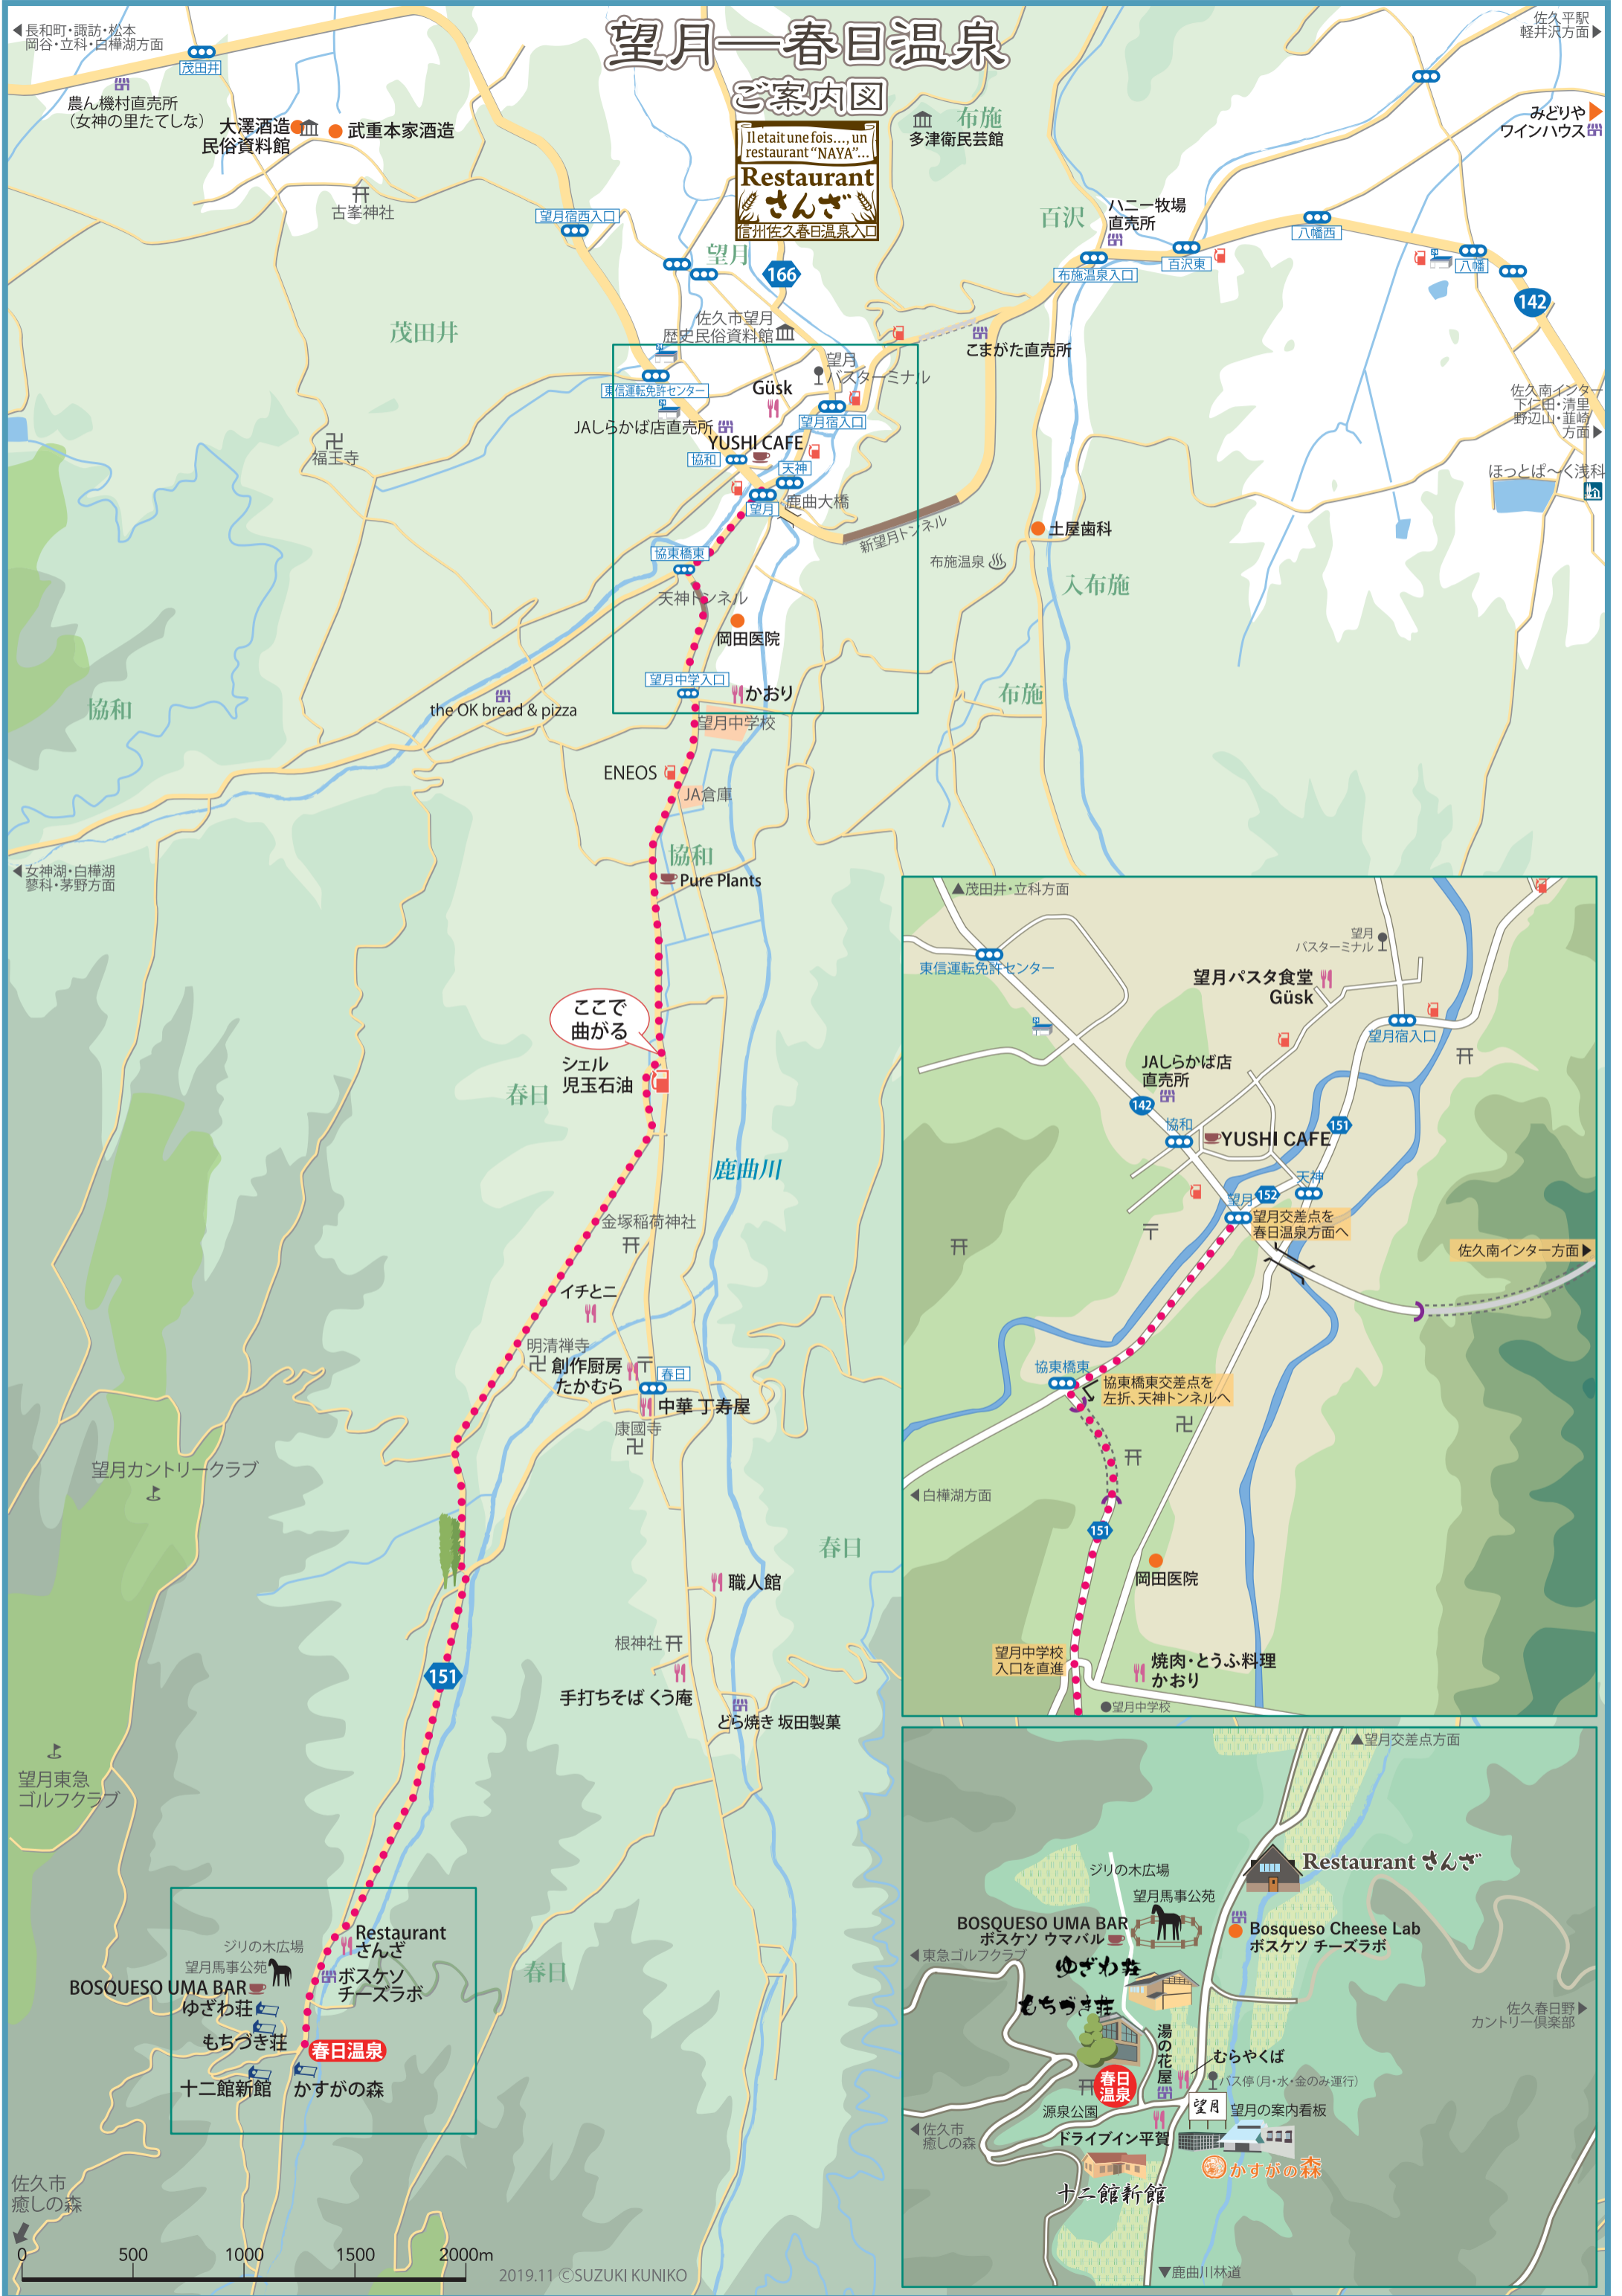 望月―春日温泉
ご案内図
Il etait une fois..., un
restaurant “NAYA”...
Restaurant
さんざ
信州佐久春日温泉入口
◀長和町・諏訪・松本
岡谷・立科・白樺湖方面
茂田井
農ん機村直売所
（女神の里たてしな）
大澤酒造
民俗資料館
武重本家酒造
古峯神社
望月宿西入口
望月
166
布施
多津衛民芸館
佐久平駅
軽井沢方面▶
みどりや
ワインハウス
百沢
ハニー牧場
直売所
布施温泉入口
百沢東
八幡西
八幡
142
茂田井
佐久市望月
歴史民俗資料館
こまがた直売所
望月
バスターミナル
東信運転免許センター
Güsk
望月宿入口
JAしらかば店直売所
YUSHI CAFE
協和
天神
望月
鹿曲大橋
新望月トンネル
佐久南インター
下仁田・清里
野辺山・韮崎
方面▶
ほっとぱ〜く浅科
福王寺
土屋歯科
布施温泉
入布施
協東橋東
天神トンネル
岡田医院
望月中学入口
かおり
望月中学校
布施
協和
the OK bread & pizza
ENEOS
JA倉庫
協和
Pure Plants
◀女神湖・白樺湖
蓼科・茅野方面
ここで
曲がる
シェル
児玉石油
春日
鹿曲川
金塚稲荷神社
イチとニ
明清禅寺
創作厨房
たかむら
春日
中華 丁寿屋
康國寺
望月カントリークラブ
春日
職人館
根神社
手打ちそば くう庵
どら焼き 坂田製菓
151
望月東急
ゴルフクラブ
Restaurant
さんざ
ジリの木広場
望月馬事公苑
BOSQUESO UMA BAR
ボスケソ
チーズラボ
ゆざわ荘
もちづき荘
春日温泉
十二館新館
かすがの森
春日
佐久市
癒しの森
0
500
1000
1500
2000m
2019.11 ©SUZUKI KUNIKO
▲茂田井・立科方面
東信運転免許センター
望月
バスターミナル
望月パスタ食堂
Güsk
望月宿入口
JAしらかば店
直売所
142
協和
YUSHI CAFE
151
天神
152
望月
望月交差点を
春日温泉方面へ
佐久南インター方面▶
協東橋東
協東橋東交差点を
左折、天神トンネルへ
◀白樺湖方面
151
岡田医院
望月中学校
入口を直進
焼肉・とうふ料理
かおり
●望月中学校
▲望月交差点方面
ジリの木広場
Restaurant さんざ
望月馬事公苑
BOSQUESO UMA BAR
ボスケソ ウマバル
Bosqueso Cheese Lab
ボスケソ チーズラボ
◀東急ゴルフクラブ
ゆざわ荘
もちづき荘
佐久春日野▶
カントリー倶楽部
湯の花屋
むらやくば
春日
温泉
バス停（月・水・金のみ運行）
源泉公園
望月
望月の案内看板
◀佐久市
癒しの森
ドライブイン平賀
かすがの森
十二館新館
▼鹿曲川林道